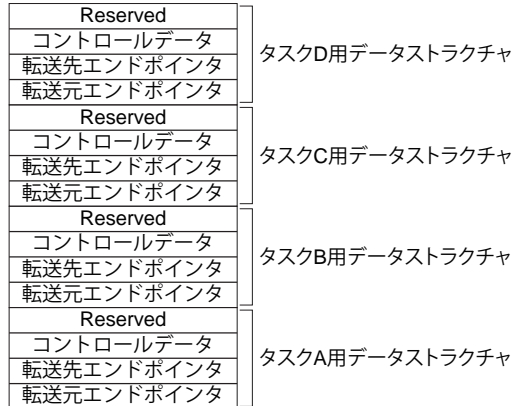 Reserved
コントロールデータ
転送先エンドポインタ
転送元エンドポインタ
タスクD用データストラクチャ
Reserved
コントロールデータ
転送先エンドポインタ
転送元エンドポインタ
タスクC用データストラクチャ
Reserved
コントロールデータ
転送先エンドポインタ
転送元エンドポインタ
タスクB用データストラクチャ
Reserved
コントロールデータ
転送先エンドポインタ
転送元エンドポインタ
タスクA用データストラクチャ